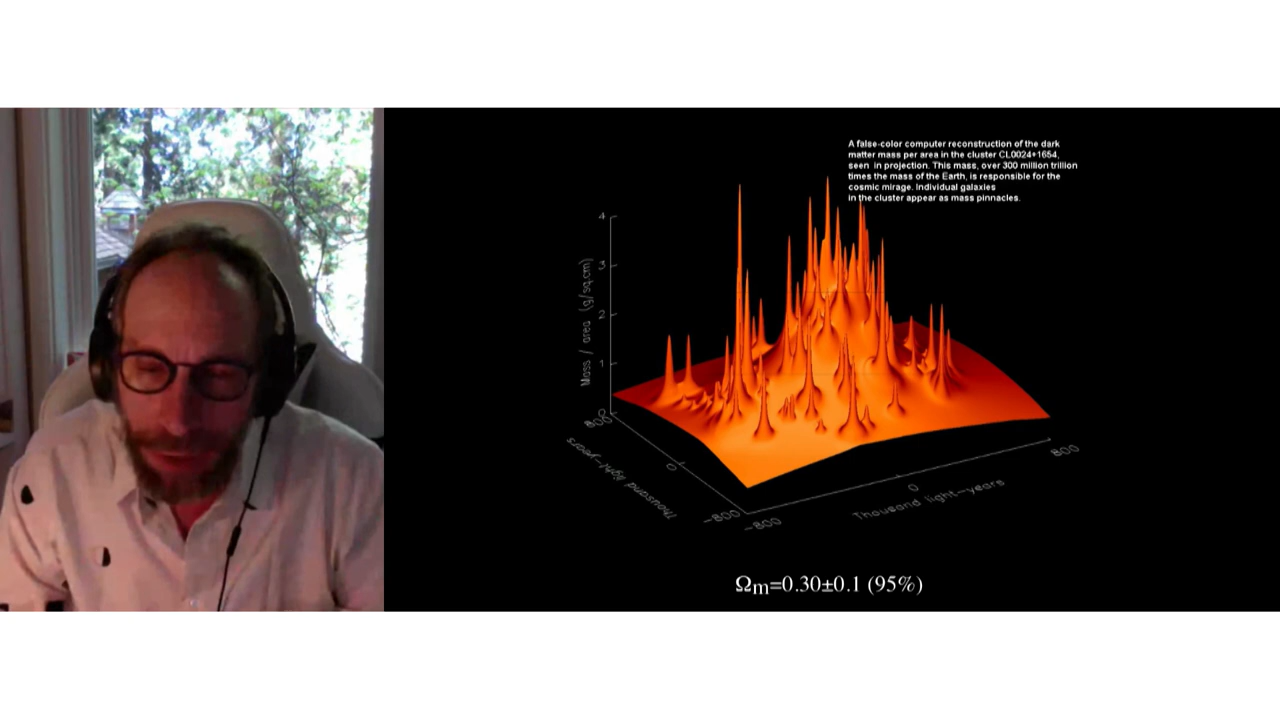 A false-color computer reconstruction of the dark
matter mass per area in the cluster CL0024+1654,
seen in projection. This mass, over 300 million trillion
times the mass of the Earth, is responsible for the
cosmic mirage. Individual galaxies
in the cluster appear as mass pinnacles.
4
3
2
1
0
Mass / area (g/sq.cm)
800
0
-800
Thousand light-years
-800
0
800
Thousand light-years
Ωm=0.30±0.1 (95%)